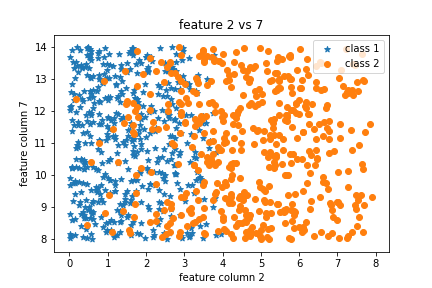 feature 2 vs 7
class 1
class 2
14
13
12
11
10
9
8
feature column 7
0 1 2 3 4 5 6 7 8
feature column 2